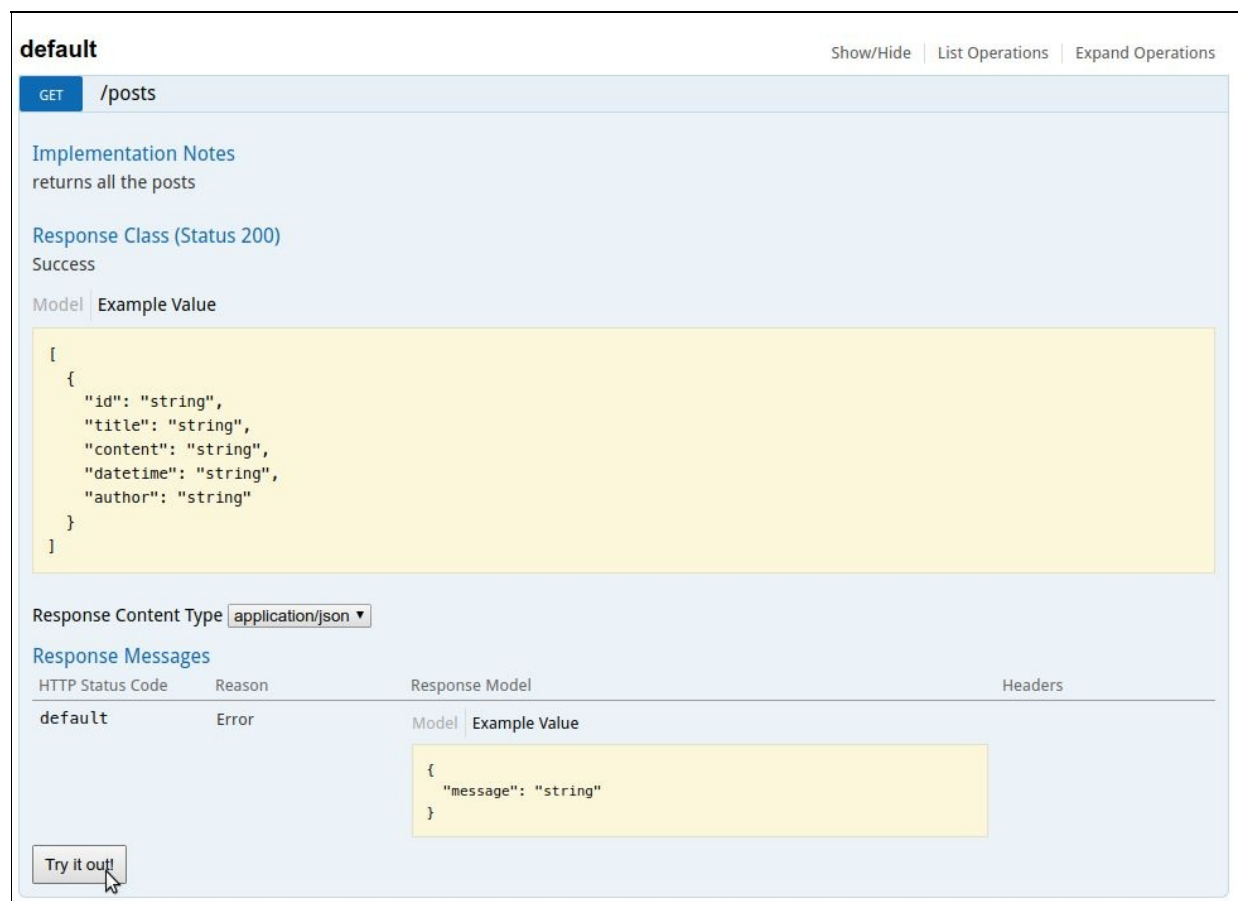 default
Show/Hide List Operations Expand Operations
GET /posts
Implementation Notes
returns all the posts
Response Class (Status 200)
Success
Model Example Value
[
  {
    "id": "string",
    "title": "string",
    "content": "string",
    "datetime": "string",
    "author": "string"
  }
]
Response Content Type application/json
Response Messages
HTTP Status Code Reason Response Model Headers
default Error Model Example Value
{
  "message": "string"
}
Try it out!